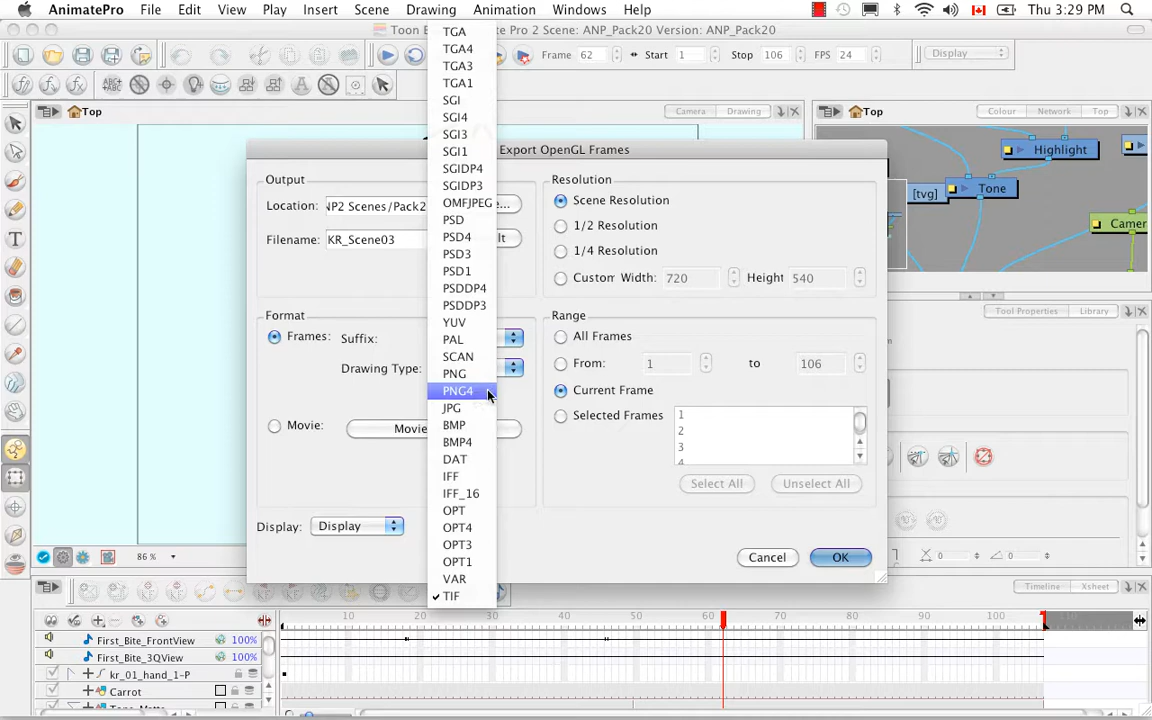 AnimatePro File Edit View Play Insert Scene Drawing Animation Windows Help Thu 3:29 PM
Pro 2 Scene: ANP_Pack20 Version: ANP_Pack20
Frame 62 Start 1 Stop 106 FPS 24 Display
Top Camera Drawing Top Colour Network Top
Export OpenGL Frames
Output
Location:
Filename: KR_Scene03
Format
Frames: Suffix:
Drawing Type:
Movie:
Display: Display
TGA
TGA4
TGA3
TGA1
SGI
SGI4
SGI3
SGI1
SGIDP4
SGIDP3
OMFJPEG
PSD
PSD4
PSD3
PSD1
PSDDP4
PSDDP3
YUV
PAL
SCAN
PNG
PNG4
JPG
BMP
BMP4
DAT
IFF
IFF_16
OPT
OPT4
OPT3
OPT1
VAR
TIF
Resolution
Scene Resolution
1/2 Resolution
1/4 Resolution
Custom Width: 720 Height 540
Range
All Frames
From: 1 to 106
Current Frame
Selected Frames 1
2
3
4
Select All Unselect All
Cancel OK
Highlight
[tvg] Tone
Camer
Tool Properties Library
86 %
0 0
Timeline Xsheet
10 20 30 40 50 60 70 80 90 100 110
First_Bite_FrontView 100%
First_Bite_3QView 100%
kr_01_hand_1-P
Carrot